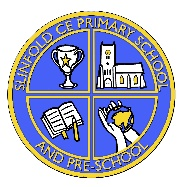 SLINFOLD CE PRIMARY SCHOOL
AND PRE-SCHOOL